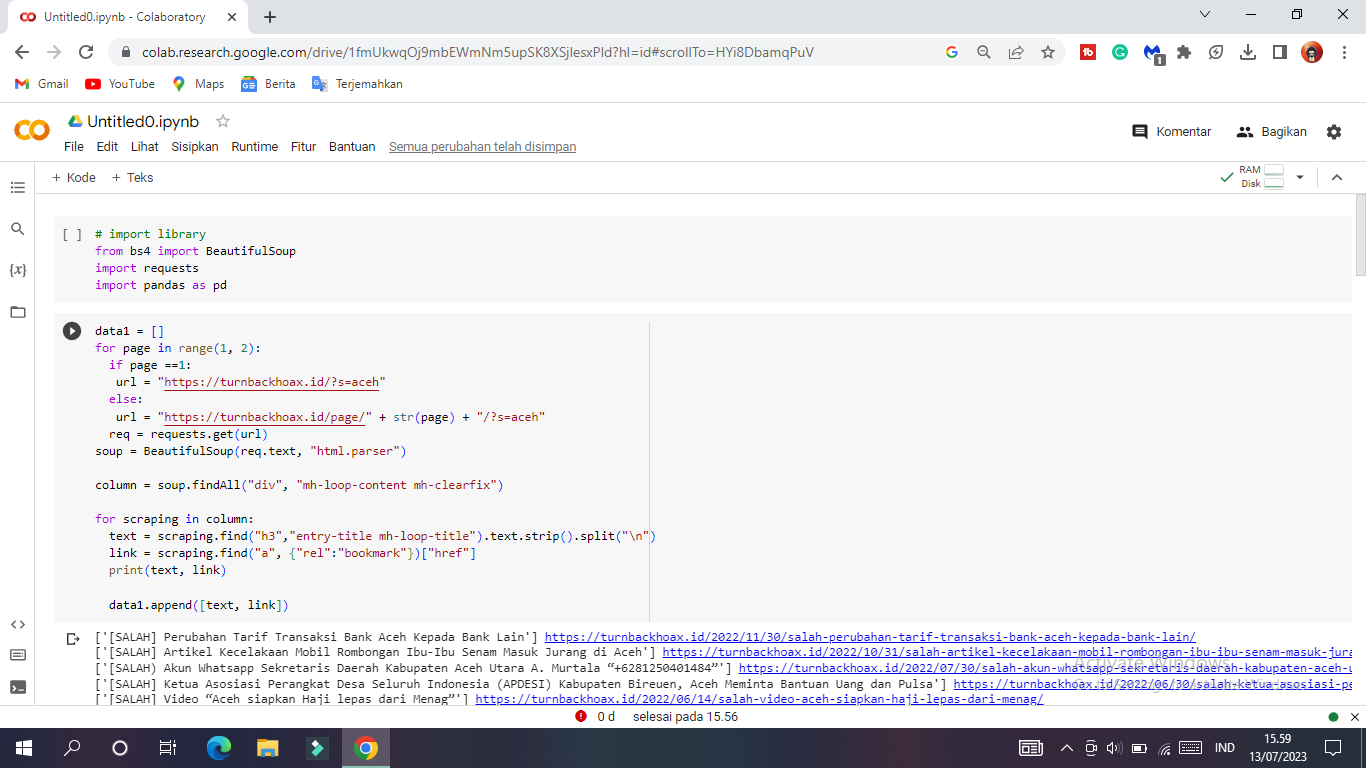 Untitled0.ipynb - Colaboratory
colab.research.google.com/drive/1fmUkwqOj9mbEWmNm5upSK8XSjlesxPld?hl=id#scrollTo=HYi8DbamqPuV
1
Gmail YouTube Maps Berita Terjemahkan
Untitled0.ipynb
File Edit Lihat Sisipkan Runtime Fitur Bantuan Semua perubahan telah disimpan
Komentar Bagikan
+ Kode + Teks
RAM
Disk
[ ] # import library
from bs4 import BeautifulSoup
import requests
import pandas as pd
data1 = []
for page in range(1, 2):
if page ==1:
url = "https://turnbackhoax.id/?s=aceh"
else:
url = "https://turnbackhoax.id/page/" + str(page) + "/?s=aceh"
req = requests.get(url)
soup = BeautifulSoup(req.text, "html.parser")
column = soup.findAll("div", "mh-loop-content mh-clearfix")
for scraping in column:
text = scraping.find("h3","entry-title mh-loop-title").text.strip().split("\n")
link = scraping.find("a", {"rel":"bookmark"})["href"]
print(text, link)
data1.append([text, link])
['[SALAH] Perubahan Tarif Transaksi Bank Aceh Kepada Bank Lain'] https://turnbackhoax.id/2022/11/30/salah-perubahan-tarif-transaksi-bank-aceh-kepada-bank-lain/
['[SALAH] Artikel Kecelakaan Mobil Rombongan Ibu-Ibu Senam Masuk Jurang di Aceh'] https://turnbackhoax.id/2022/10/31/salah-artikel-kecelakaan-mobil-rombongan-ibu-ibu-senam-masuk-jura
['[SALAH) Akun Whatsapp Sekretaris Daerah Kabupaten Aceh Utara A. Murtala “+6281250401484”'] https://turnbackhoax.id/2022/07/30/salah-akun-whatsapp-sekretaris-daerah-kabupaten-aceh-u
['[SALAH] Ketua Asosiasi Perangkat Desa Seluruh Indonesia (APDESI) Kabupaten Bireuen, Aceh Meminta Bantuan Uang dan Pulsa'] https://turnbackhoax.id/2022/06/30/salah-ketua-asosiasi-pe
['[SALAH] Video “Aceh siapkan Haji lepas dari Menag”'] https://turnbackhoax.id/2022/06/14/salah-video-aceh-siapkan-haji-lepas-dari-menag/
Activate Windows
0 d selesai pada 15.56
IND
15.59
13/07/2023